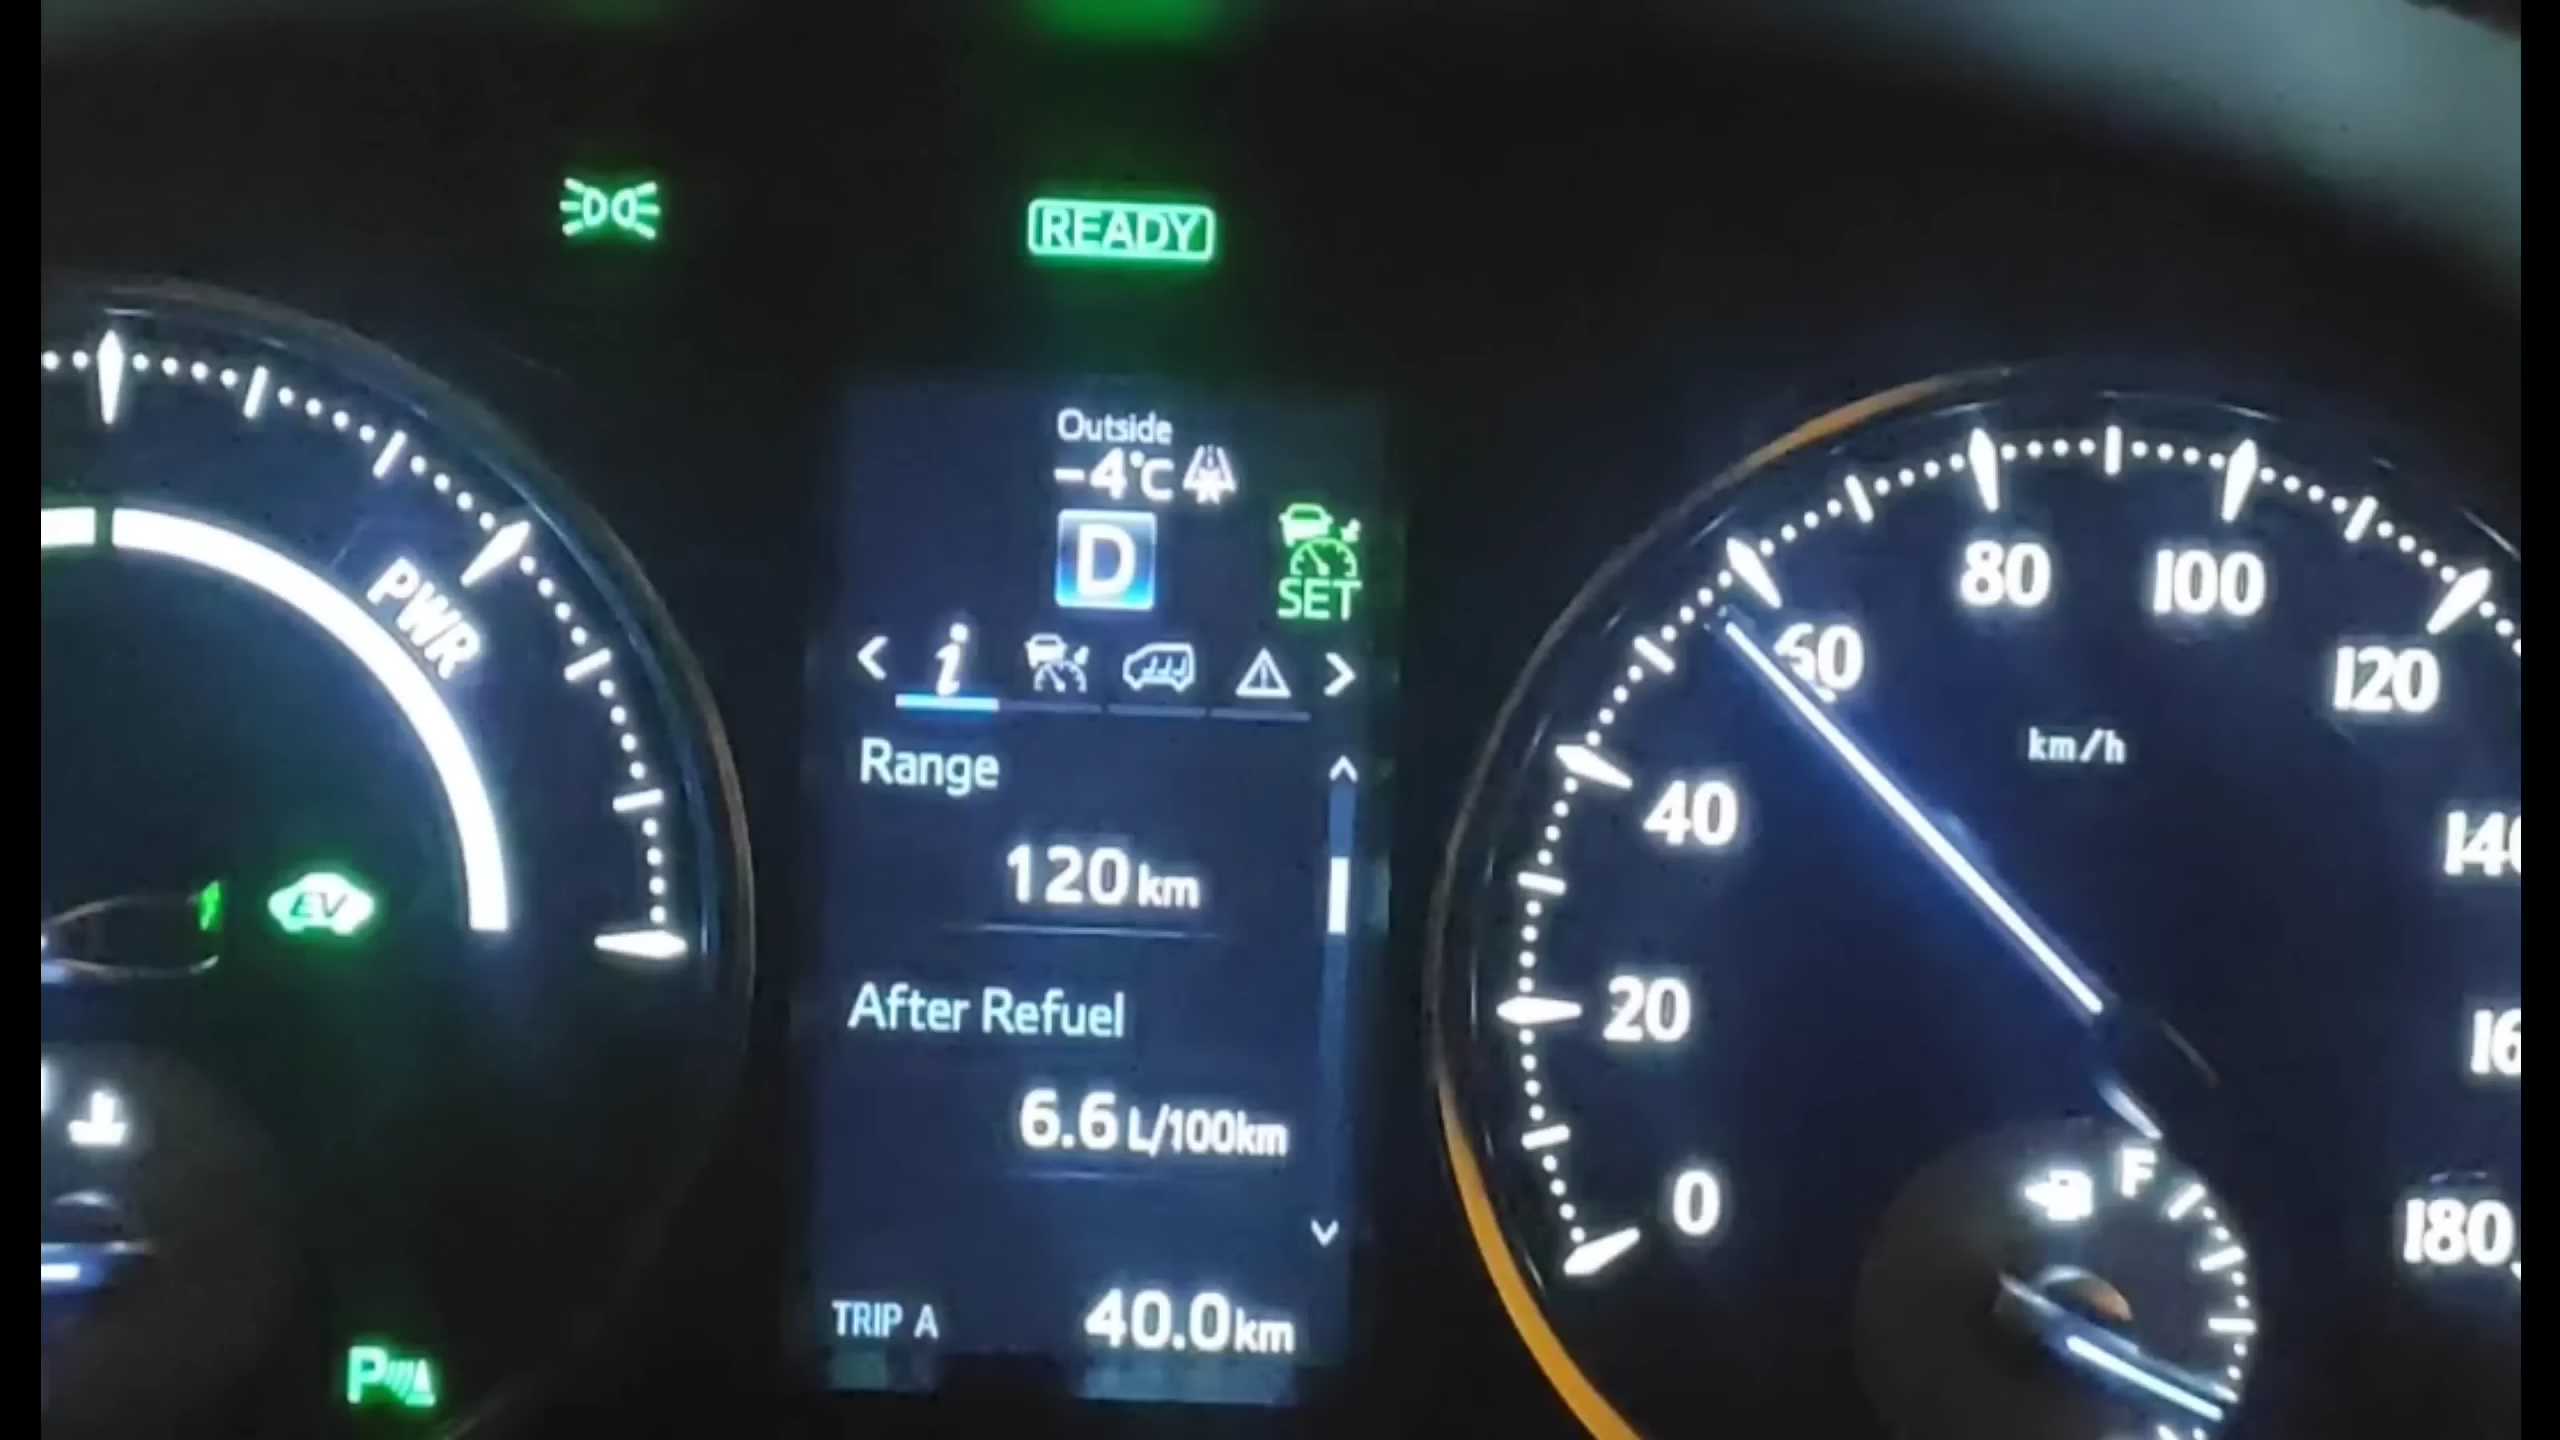 READY
Outside
-4°C
D
SET
PWR
i
Range
120 km
After Refuel
6.6 L/100km
TRIP A 40.0 km
EV
P
0
20
40
60
80
100
120
180
km/h
F